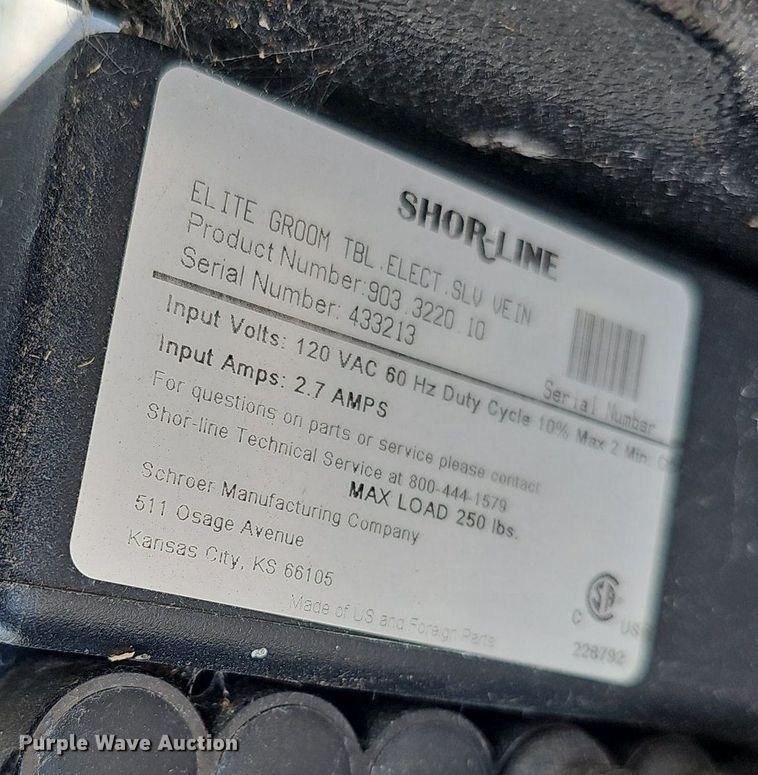 SHOR-LINE
ELITE GROOM TBL.ELECT.SLV VEIN
Product Number:903.3220.10
Serial Number: 433213
Serial Number
Input Volts: 120 VAC 60 Hz Duty Cycle 10% Max 2 Min.
Input Amps: 2.7 AMPS
For questions on parts or service please contact
Shor-line Technical Service at 800-444-1579
MAX LOAD 250 lbs.
Schroer Manufacturing Company
511 Osage Avenue
Kansas City, KS 66105
Made of US and Foreign Parts
C US
226792
Purple Wave Auction